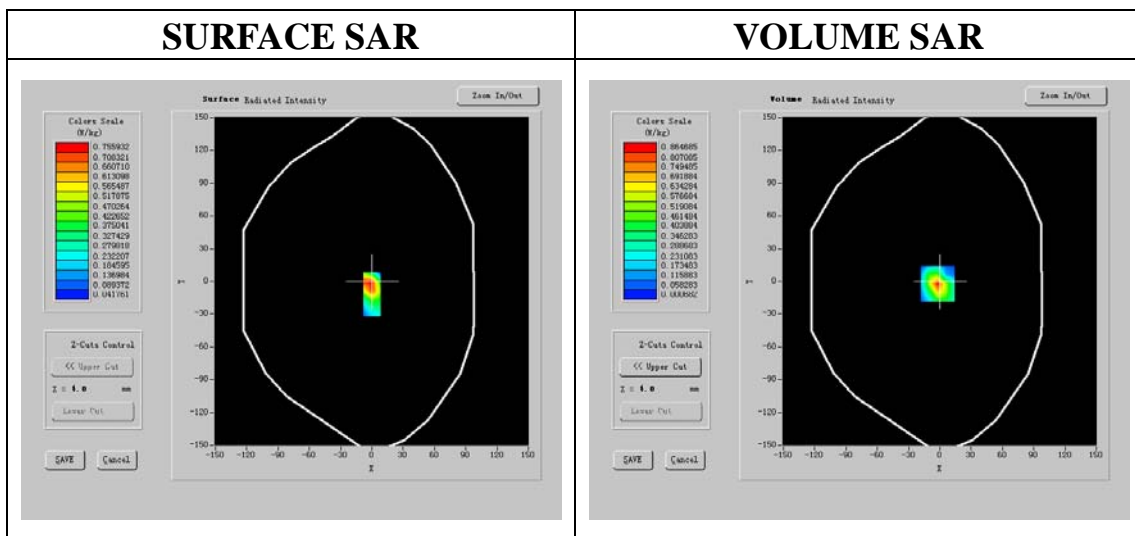 SURFACE SAR
Surface Radiated Intensity
Zoom In/Out
Colors Scale
(W/kg)
0.755932
0.708321
0.660710
0.613098
0.565487
0.517875
0.470264
0.422652
0.375041
0.327429
0.279818
0.232207
0.184595
0.136984
0.089372
0.041761
Z-Cuts Control
<< Upper Cut
Z = 4.0 mm
Lower Cut
SAVE Cancel
150
120
90
60
30
0
-30
-60
-90
-120
-150
Y
-150 -120 -90 -60 -30 0 30 60 90 120 150
X
VOLUME SAR
Volume Radiated Intensity
Zoom In/Out
Colors Scale
(W/kg)
0.864685
0.807085
0.749485
0.691884
0.634284
0.576684
0.519084
0.461484
0.403884
0.346283
0.288683
0.231083
0.173483
0.115883
0.058283
0.000682
Z-Cuts Control
<< Upper Cut
Z = 4.0 mm
Lower Cut
SAVE Cancel
150
120
90
60
30
0
-30
-60
-90
-120
-150
Y
-150 -120 -90 -60 -30 0 30 60 90 120 150
X